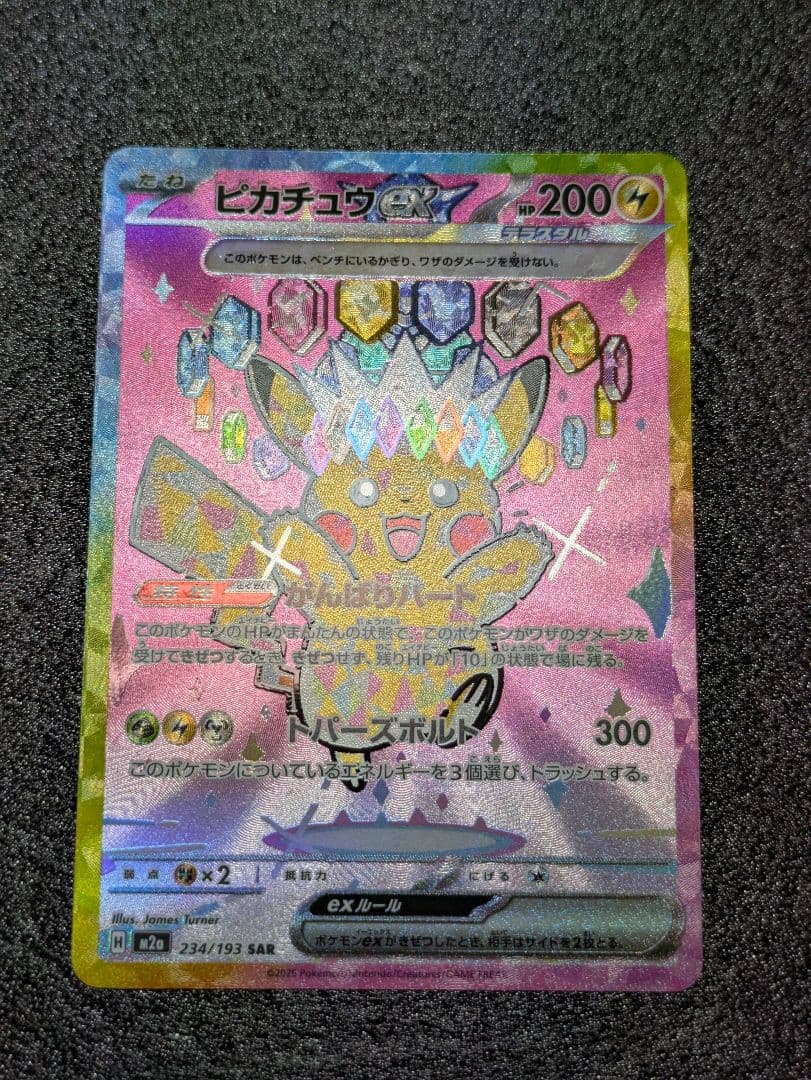 たね ピカチュウex HP200
テラスタル
このポケモンは、ベンチにいるかぎり、ワザのダメージを受けない。
特性 がんばりハート
このポケモンのHPがまんたんの状態で、このポケモンがワザのダメージを
受けてきぜつするとき、きぜつせず、残りHPが「10」の状態で場に残る。
トパーズボルト 300
このポケモンについているエネルギーを3個選び、トラッシュする。
弱点 ×2 抵抗力 にげる
exルール
ポケモンexがきぜつしたとき、相手はサイドを2枚とる。
Illus. James Turner
H M2a 234/193 SAR
©2025 Pokémon/Nintendo/Creatures/GAME FREAK